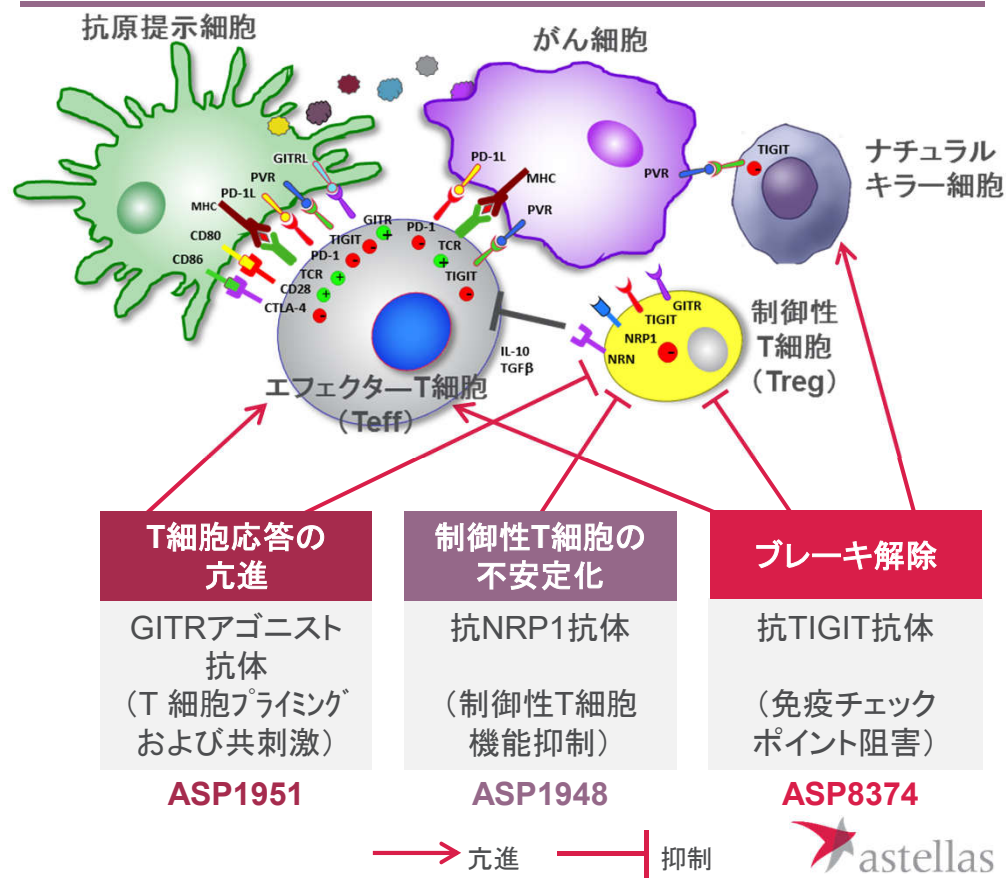 抗原提示細胞
がん細胞
ナチュラル
キラー細胞
GITRL
PVR
PD-1L
MHC
CD80
CD86
GITR
TIGIT
PD-1
TCR
CD28
CTLA-4
PD-1L
MHC
PVR
PD-1
TCR
TIGIT
PVR
TIGIT
+
-
-
+
+
-
-
+
-
-
エフェクターT細胞
（Teff）
IL-10
TGFβ
GITR
TIGIT
NRP1
NRN
-
制御性
T細胞
（Treg）
T細胞応答の
亢進
GITRアゴニスト
抗体
（T 細胞プライミング
および共刺激）
ASP1951
制御性T細胞の
不安定化
抗NRP1抗体
（制御性T細胞
機能抑制）
ASP1948
ブレーキ解除
抗TIGIT抗体
（免疫チェック
ポイント阻害）
ASP8374
亢進
抑制
astellas